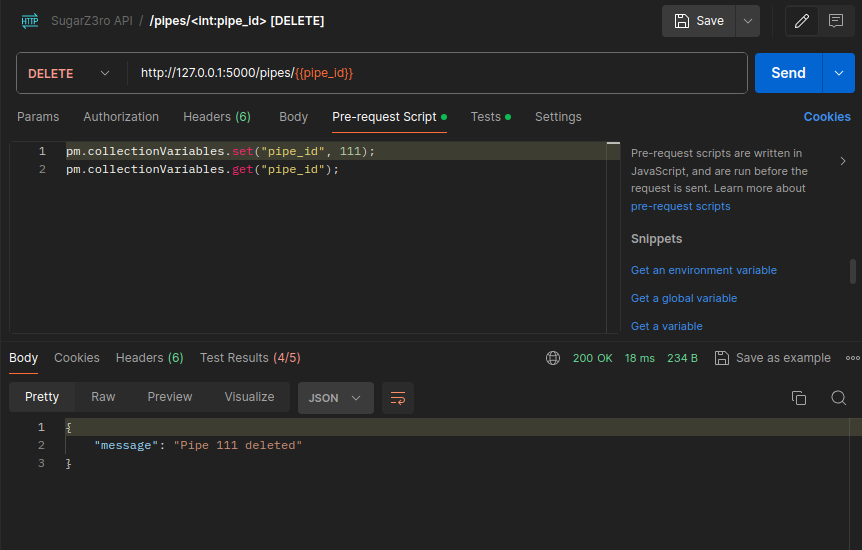 HTTP SugarZ3ro API / /pipes/<int:pipe_id> [DELETE] Save
DELETE http://127.0.0.1:5000/pipes/{{pipe_id}} Send
Params Authorization Headers (6) Body Pre-request Script Tests Settings Cookies
1 pm.collectionVariables.set("pipe_id", 111);
2 pm.collectionVariables.get("pipe_id");
Pre-request scripts are written in
JavaScript, and are run before the
request is sent. Learn more about
pre-request scripts
Snippets
Get an environment variable
Get a global variable
Get a variable
Body Cookies Headers (6) Test Results (4/5) 200 OK 18 ms 234 B Save as example
Pretty Raw Preview Visualize JSON
1 {
2 "message": "Pipe 111 deleted"
3 }